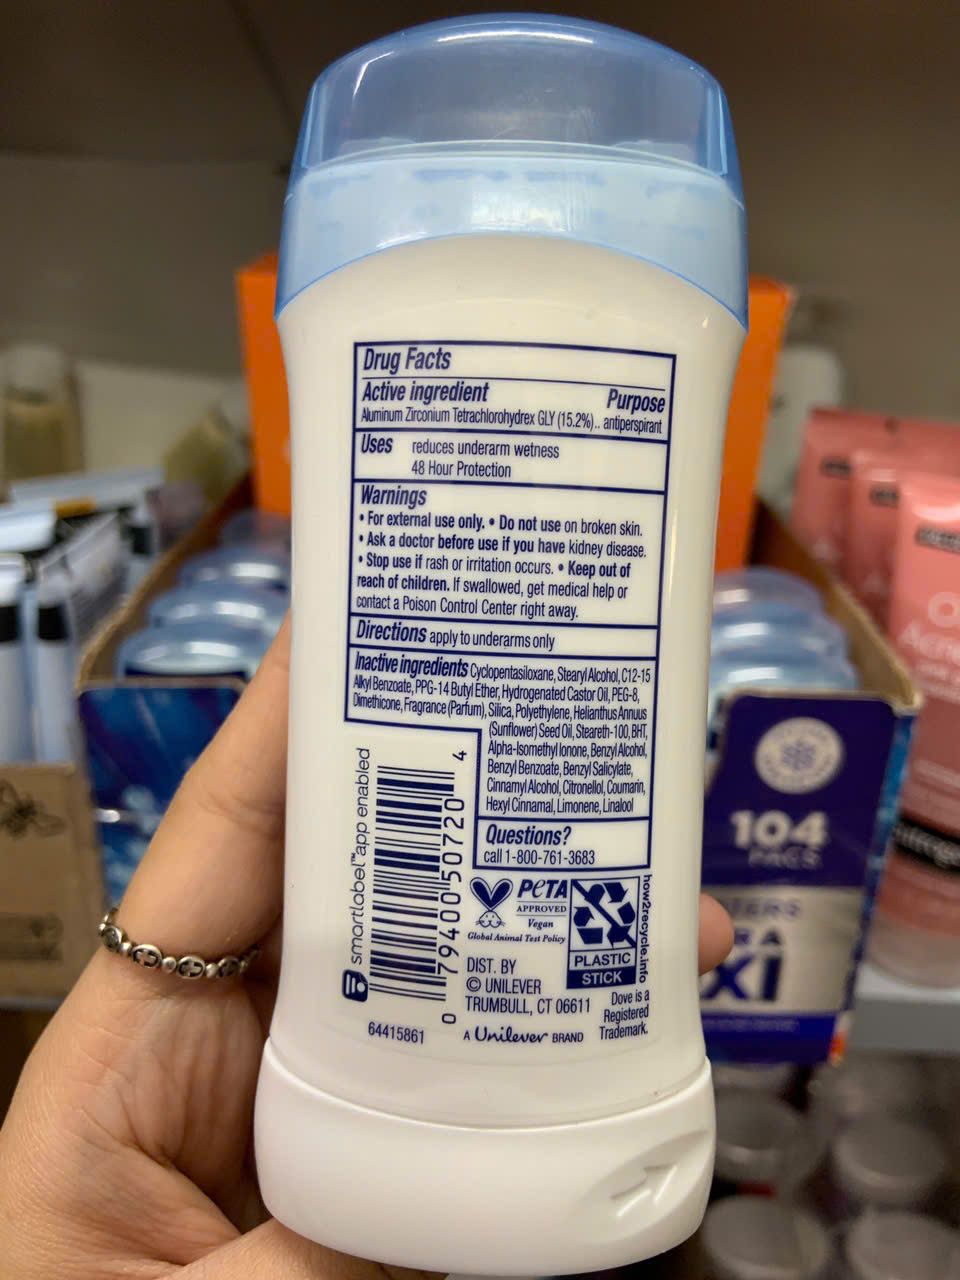 Drug Facts
Active ingredient Purpose
Aluminum Zirconium Tetrachlorohydrex GLY (15.2%).. antiperspirant
Uses reduces underarm wetness
48 Hour Protection
Warnings
• For external use only. • Do not use on broken skin.
• Ask a doctor before use if you have kidney disease.
• Stop use if rash or irritation occurs. • Keep out of
reach of children. If swallowed, get medical help or
contact a Poison Control Center right away.
Directions apply to underarms only
Inactive ingredients Cyclopentasiloxane, Stearyl Alcohol, C12-15
Alkyl Benzoate, PPG-14 Butyl Ether, Hydrogenated Castor Oil, PEG-8,
Dimethicone, Fragrance (Parfum), Silica, Polyethylene, Helianthus Annuus
(Sunflower) Seed Oil, Steareth-100, BHT,
Alpha-Isomethyl Ionone, Benzyl Alcohol,
Benzyl Benzoate, Benzyl Salicylate,
Cinnamyl Alcohol, Citronellol, Coumarin,
Hexyl Cinnamal, Limonene, Linalool
Questions?
call 1-800-761-3683
smartlabel™ app enabled
0 79400 50720 4
64415861
PETA
APPROVED
Vegan
Global Animal Test Policy
PLASTIC
STICK
how2recycle.info
DIST. BY
© UNILEVER
TRUMBULL, CT 06611
A Unilever BRAND
Dove is a
Registered
Trademark.
104